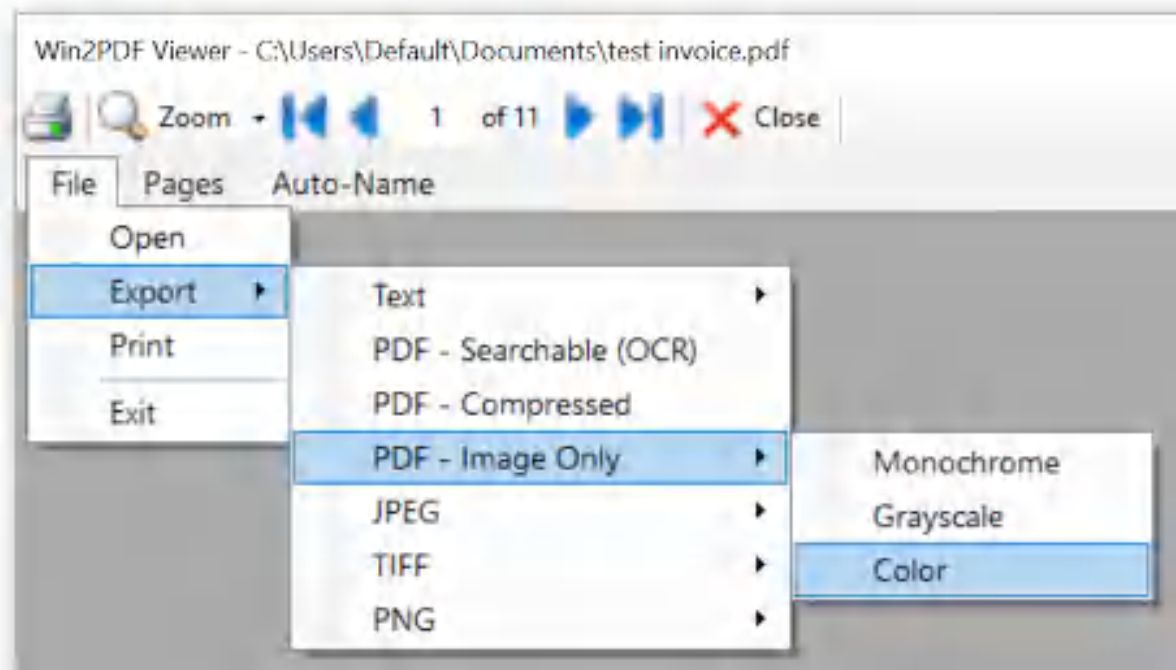 Win2PDF Viewer - C:\Users\Default\Documents\test invoice.pdf
Zoom 1 of 11 Close
File Pages Auto-Name
Open
Export
Print
Exit
Text
PDF - Searchable (OCR)
PDF - Compressed
PDF - Image Only
JPEG
TIFF
PNG
Monochrome
Grayscale
Color